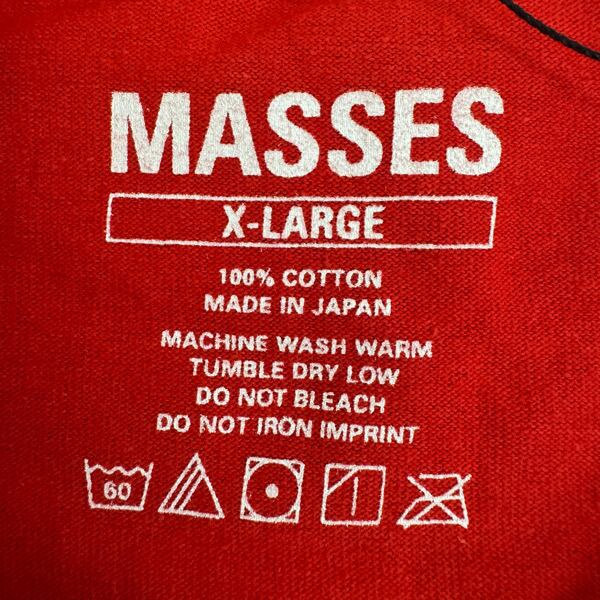 MASSES
X-LARGE
100% COTTON
MADE IN JAPAN
MACHINE WASH WARM
TUMBLE DRY LOW
DO NOT BLEACH
DO NOT IRON IMPRINT
60